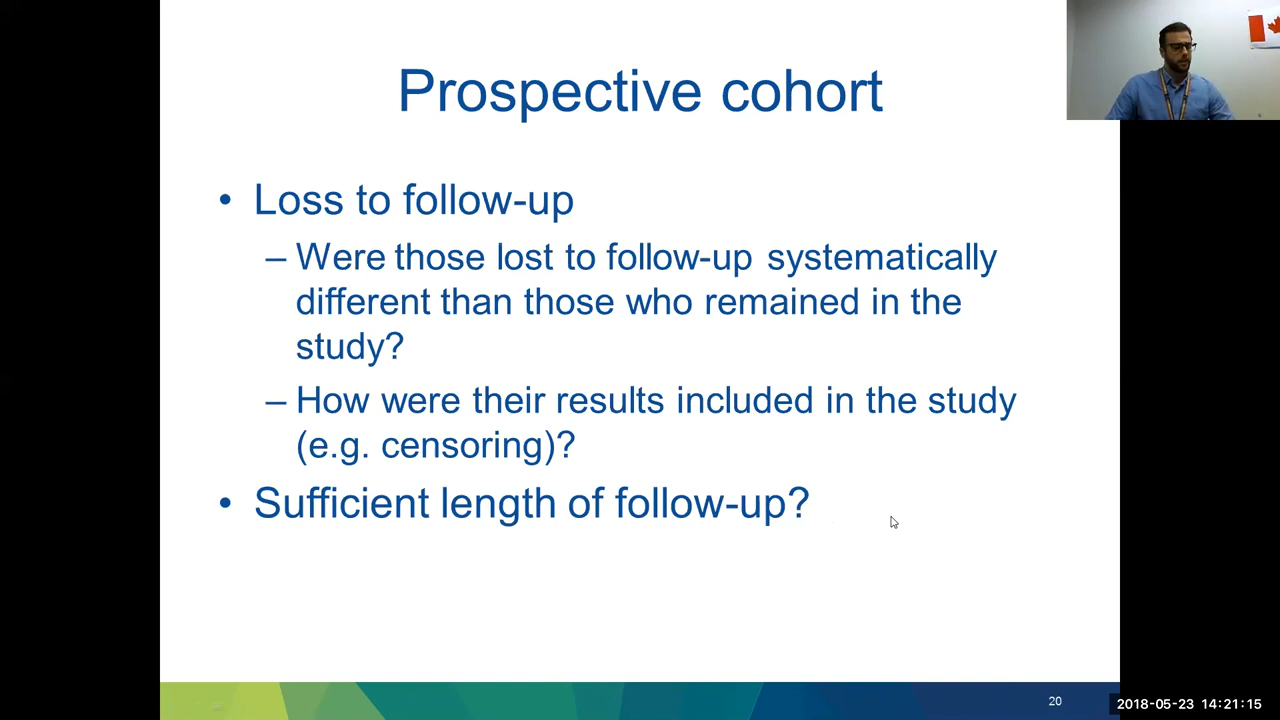 Prospective cohort
• Loss to follow-up
– Were those lost to follow-up systematically
different than those who remained in the
study?
– How were their results included in the study
(e.g. censoring)?
• Sufficient length of follow-up?
20
2018-05-23 14:21:15